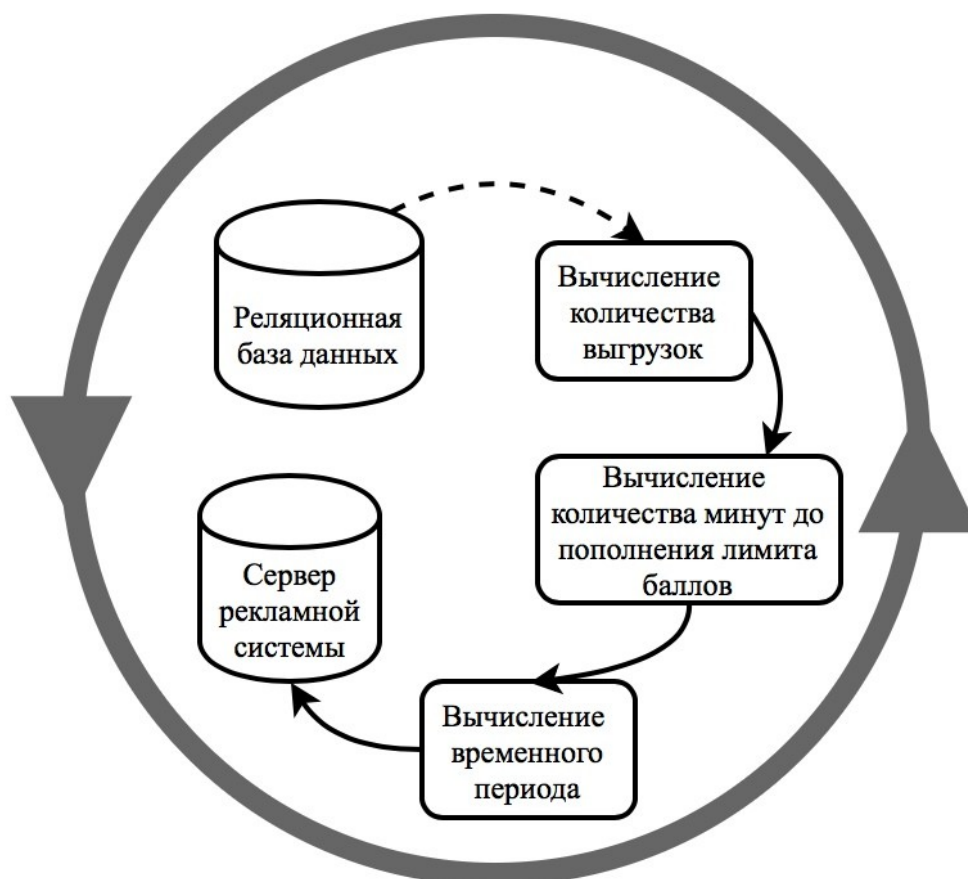 Реляционная
база данных
Вычисление
количества
выгрузок
Вычисление
количества минут до
пополнения лимита
баллов
Вычисление
временного
периода
Сервер
рекламной
системы